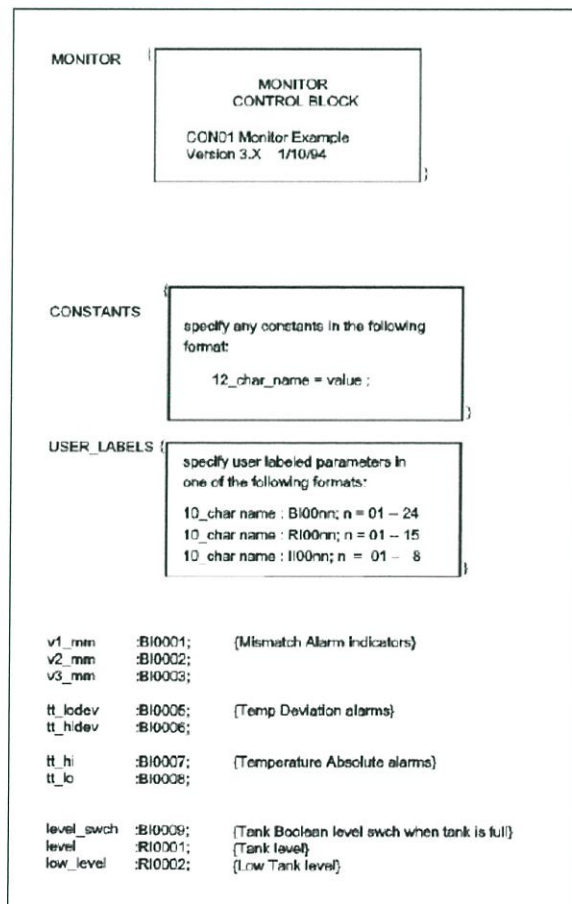 MONITOR {
MONITOR
CONTROL BLOCK
CON01 Monitor Example
Version 3.X 1/10/94
}
CONSTANTS {
specify any constants in the following
format:
12_char_name = value ;
}
USER_LABELS {
specify user labeled parameters in
one of the following formats:
10_char name : BI00nn; n = 01 – 24
10_char name : RI00nn; n = 01 – 15
10_char name : II00nn; n = 01 – 8
}
v1_mm :BI0001; {Mismatch Alarm indicators}
v2_mm :BI0002;
v3_mm :BI0003;
tt_lodev :BI0005; {Temp Deviation alarms}
tt_hidev :BI0006;
tt_hi :BI0007; {Temperature Absolute alarms}
tt_lo :BI0008;
level_swch :BI0009; {Tank Boolean level swch when tank is full}
level :RI0001; {Tank level}
low_level :RI0002; {Low Tank level}